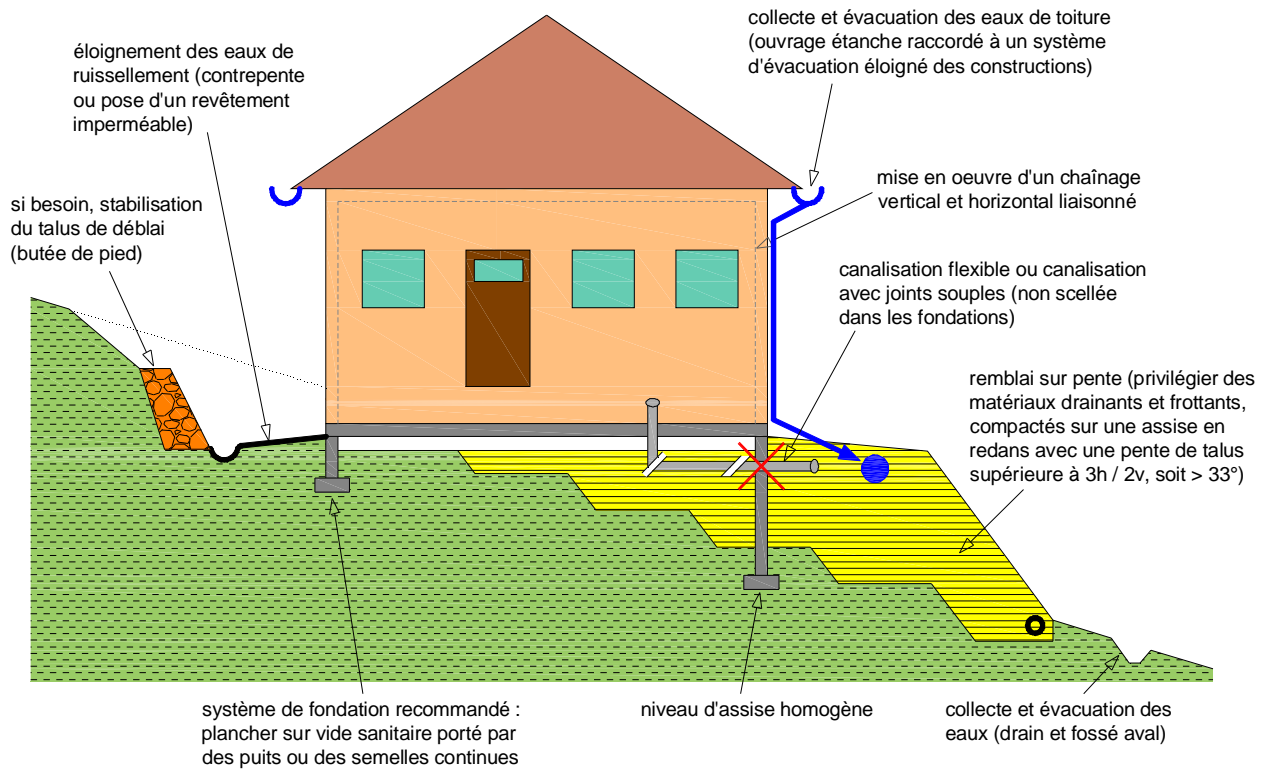 collecte et évacuation des eaux de toiture
(ouvrage étanche raccordé à un système
d'évacuation éloigné des constructions)
éloignement des eaux de
ruissellement (contrepente
ou pose d'un revêtement
imperméable)
mise en oeuvre d'un chaînage
vertical et horizontal liaisonné
si besoin, stabilisation
du talus de déblai
(butée de pied)
canalisation flexible ou canalisation
avec joints souples (non scellée
dans les fondations)
remblai sur pente (privilégier des
matériaux drainants et frottants,
compactés sur une assise en
redans avec une pente de talus
supérieure à 3h / 2v, soit > 33°)
système de fondation recommandé :
plancher sur vide sanitaire porté par
des puits ou des semelles continues
niveau d'assise homogène
collecte et évacuation des
eaux (drain et fossé aval)